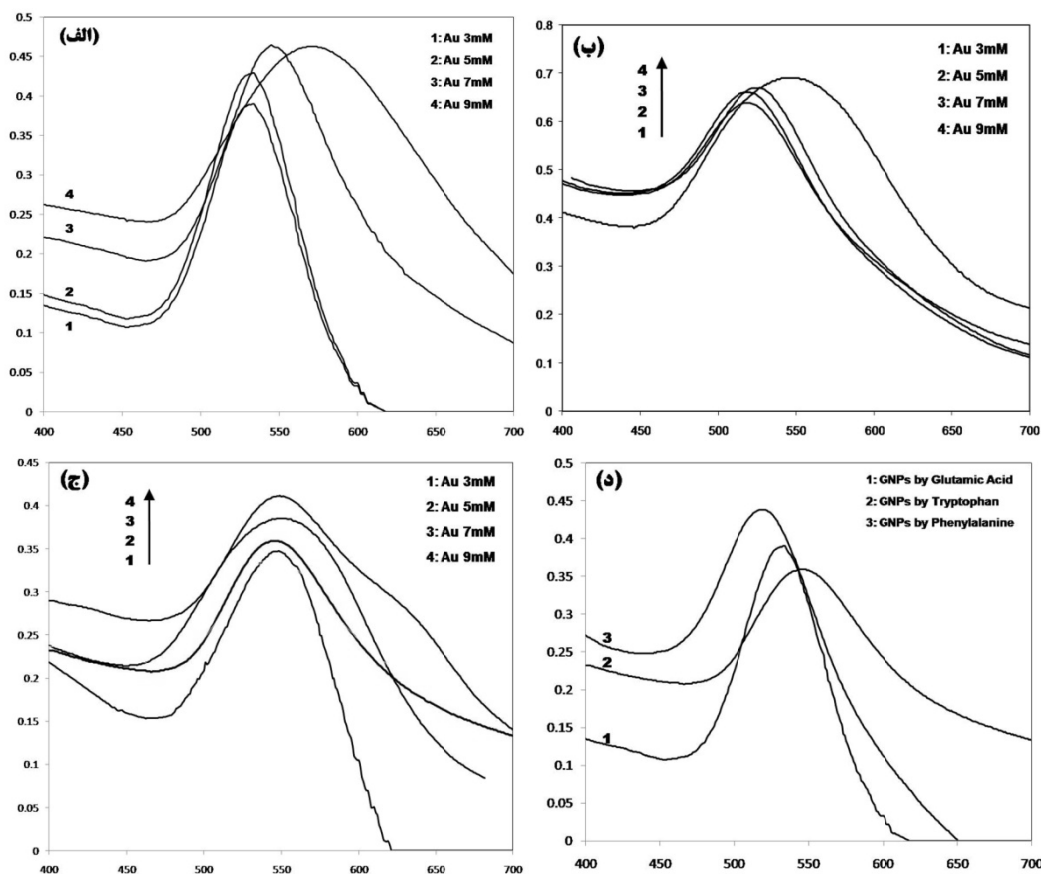 (الف)
1: Au 3mM
2: Au 5mM
3: Au 7mM
4: Au 9mM
0.5
0.45
0.4
0.35
0.3
0.25
0.2
0.15
0.1
0.05
0
4
3
2
1
400 450 500 550 600 650 700
(ب)
1: Au 3mM
2: Au 5mM
3: Au 7mM
4: Au 9mM
4
3
2
1
0.8
0.7
0.6
0.5
0.4
0.3
0.2
0.1
0
400 450 500 550 600 650 700
(ج)
1: Au 3mM
2: Au 5mM
3: Au 7mM
4: Au 9mM
4
3
2
1
0.45
0.4
0.35
0.3
0.25
0.2
0.15
0.1
0.05
0
400 450 500 550 600 650 700
(د)
1: GNPs by Glutamic Acid
2: GNPs by Tryptophan
3: GNPs by Phenylalanine
0.5
0.45
0.4
0.35
0.3
0.25
0.2
0.15
0.1
0.05
0
3
2
1
400 450 500 550 600 650 700